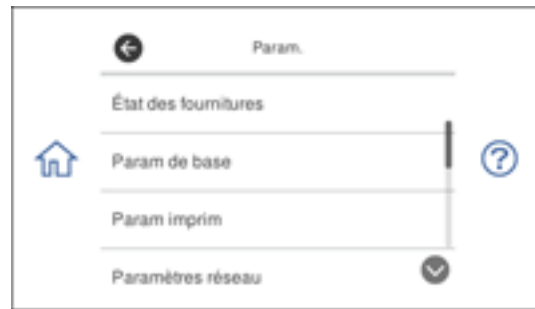 Param.
État des fournitures
Param de base
Param imprim
Paramètres réseau